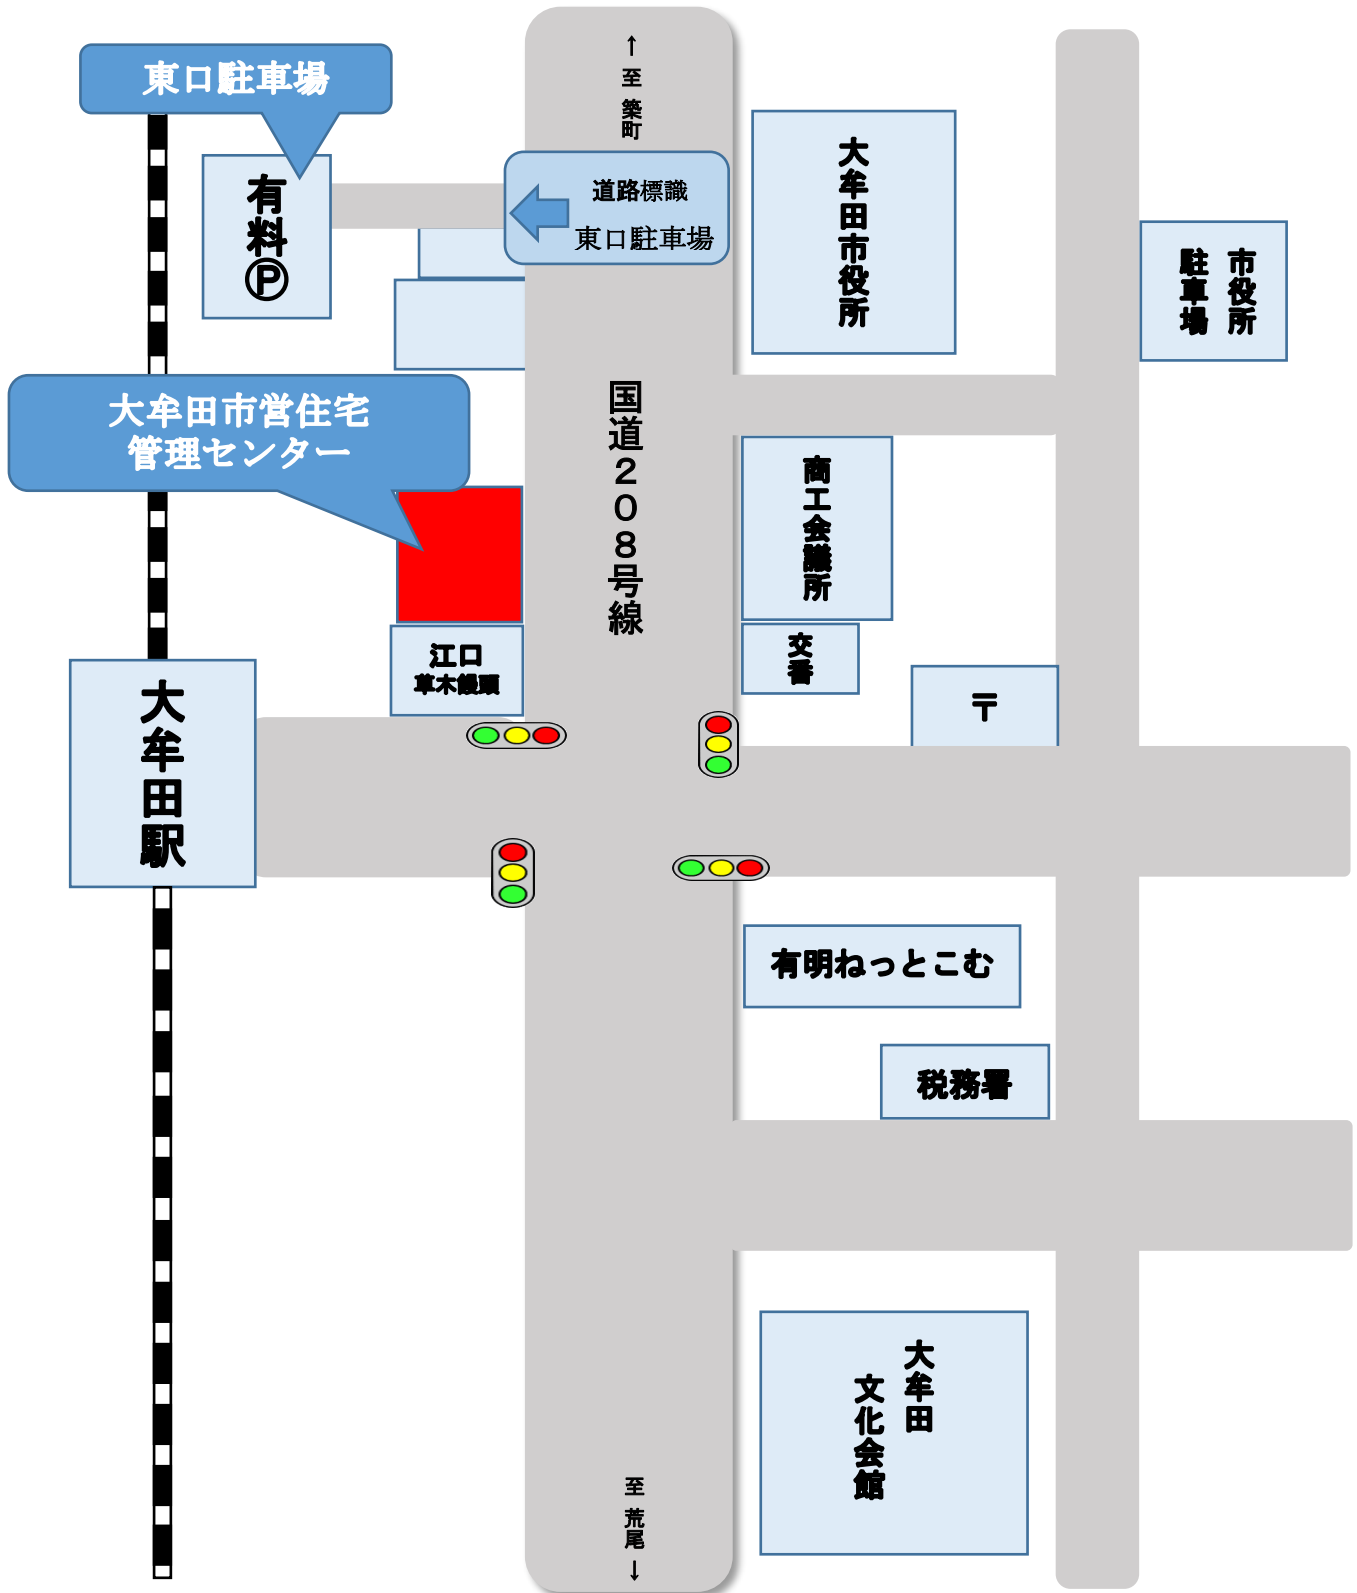 ↑
至
築町
東口駐車場
有料Ⓟ
道路標識
東口駐車場
大牟田市役所
市役所
駐車場
大牟田市営住宅
管理センター
国道208号線
商工会議所
交番
江口
草木饅頭
〒
大牟田駅
有明ねっとこむ
税務署
大牟田
文化会館
至
荒尾
↓